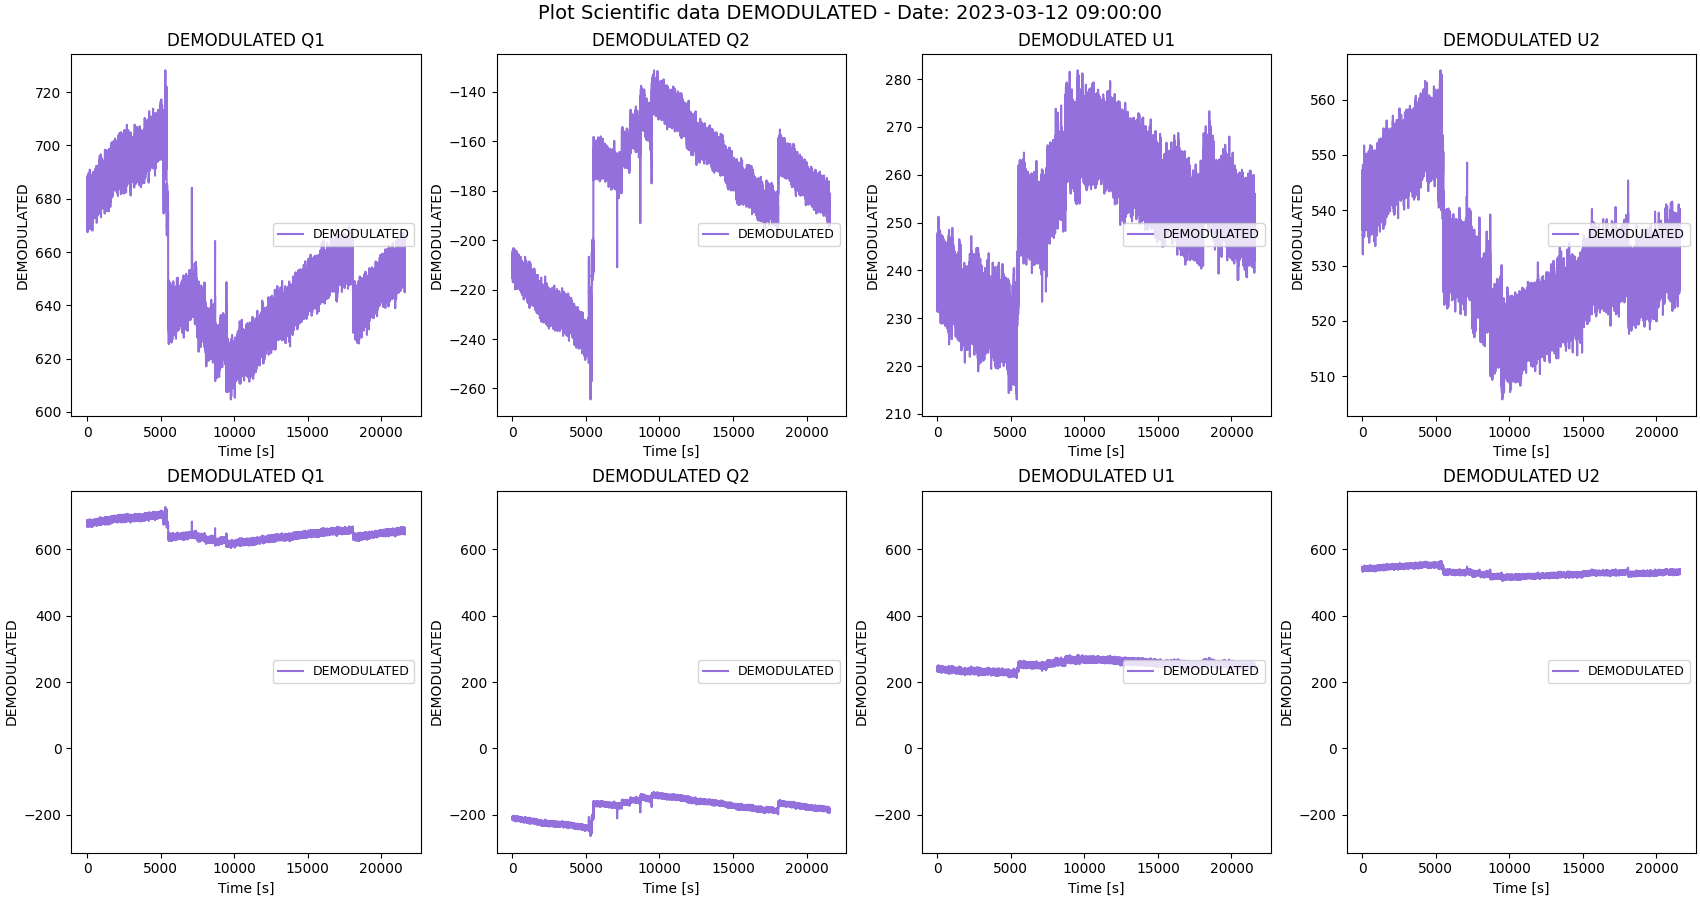 Plot Scientific data DEMODULATED - Date: 2023-03-12 09:00:00
DEMODULATED Q1
DEMODULATED
720
700
680
660
640
620
600
DEMODULATED
0 5000 10000 15000 20000
Time [s]
DEMODULATED Q2
DEMODULATED
−140
−160
−180
−200
−220
−240
−260
DEMODULATED
0 5000 10000 15000 20000
Time [s]
DEMODULATED U1
DEMODULATED
280
270
260
250
240
230
220
210
DEMODULATED
0 5000 10000 15000 20000
Time [s]
DEMODULATED U2
DEMODULATED
560
550
540
530
520
510
DEMODULATED
0 5000 10000 15000 20000
Time [s]
DEMODULATED Q1
DEMODULATED
600
400
200
0
−200
DEMODULATED
0 5000 10000 15000 20000
Time [s]
DEMODULATED Q2
DEMODULATED
600
400
200
0
−200
DEMODULATED
0 5000 10000 15000 20000
Time [s]
DEMODULATED U1
DEMODULATED
600
400
200
0
−200
DEMODULATED
0 5000 10000 15000 20000
Time [s]
DEMODULATED U2
DEMODULATED
600
400
200
0
−200
DEMODULATED
0 5000 10000 15000 20000
Time [s]